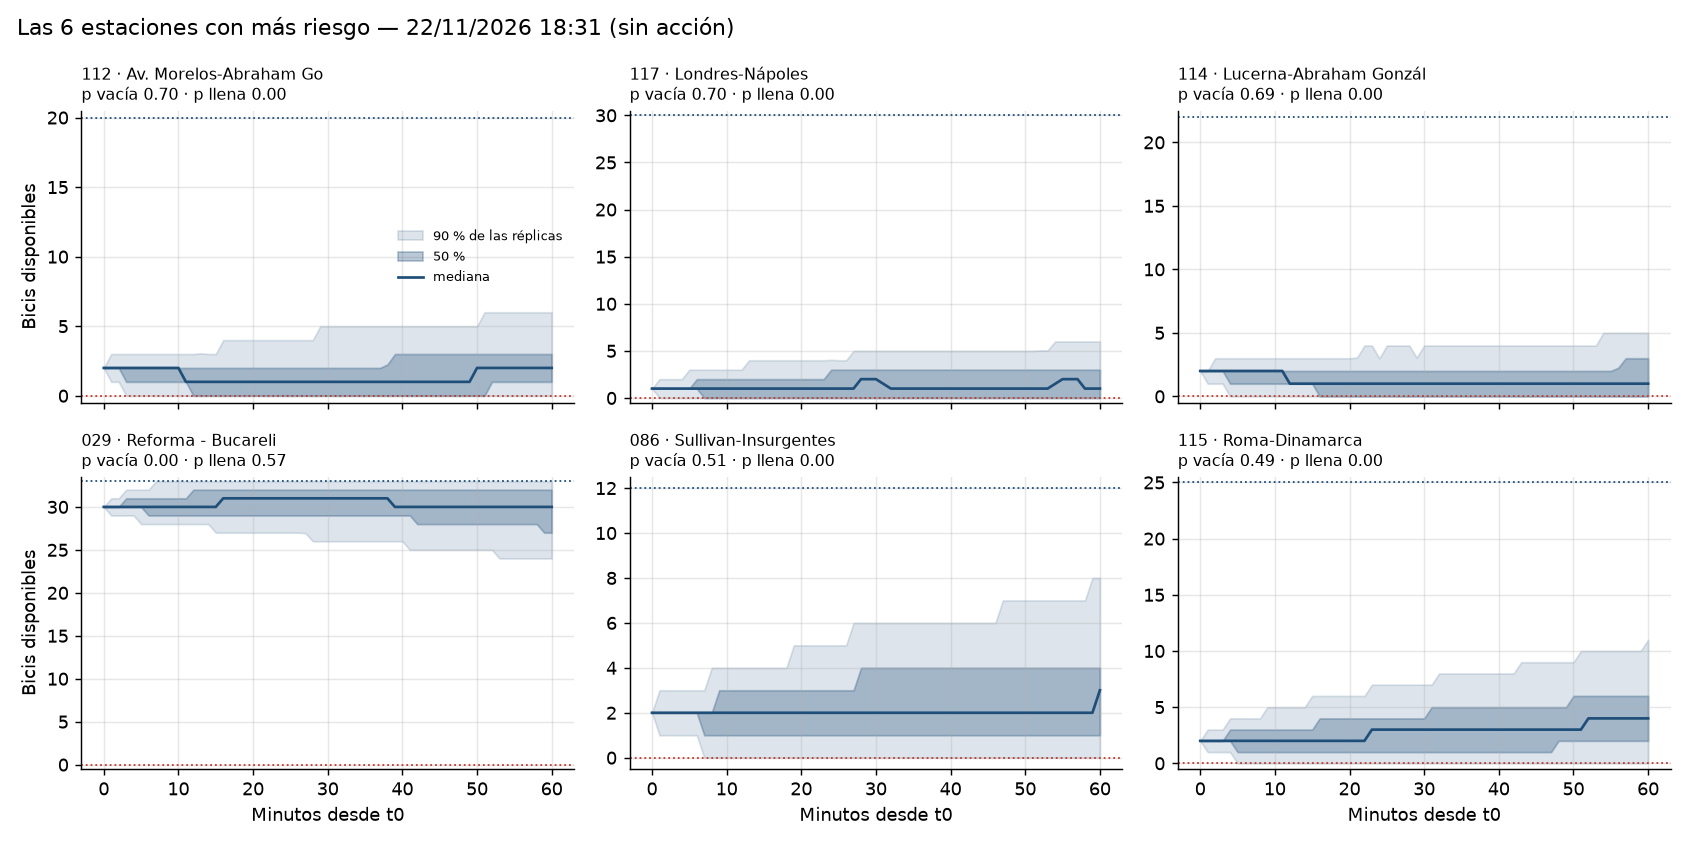 Las 6 estaciones con más riesgo — 22/11/2026 18:31 (sin acción)
112 · Av. Morelos-Abraham Go
p vacía 0.70 · p llena 0.00
20
15
10
5
0
Bicis disponibles
90 % de las réplicas
50 %
mediana
117 · Londres-Nápoles
p vacía 0.70 · p llena 0.00
30
25
20
15
10
5
0
114 · Lucerna-Abraham Gonzál
p vacía 0.69 · p llena 0.00
20
15
10
5
0
029 · Reforma - Bucareli
p vacía 0.00 · p llena 0.57
30
25
20
15
10
5
0
Bicis disponibles
0 10 20 30 40 50 60
Minutos desde t0
086 · Sullivan-Insurgentes
p vacía 0.51 · p llena 0.00
12
10
8
6
4
2
0
0 10 20 30 40 50 60
Minutos desde t0
115 · Roma-Dinamarca
p vacía 0.49 · p llena 0.00
25
20
15
10
5
0
0 10 20 30 40 50 60
Minutos desde t0